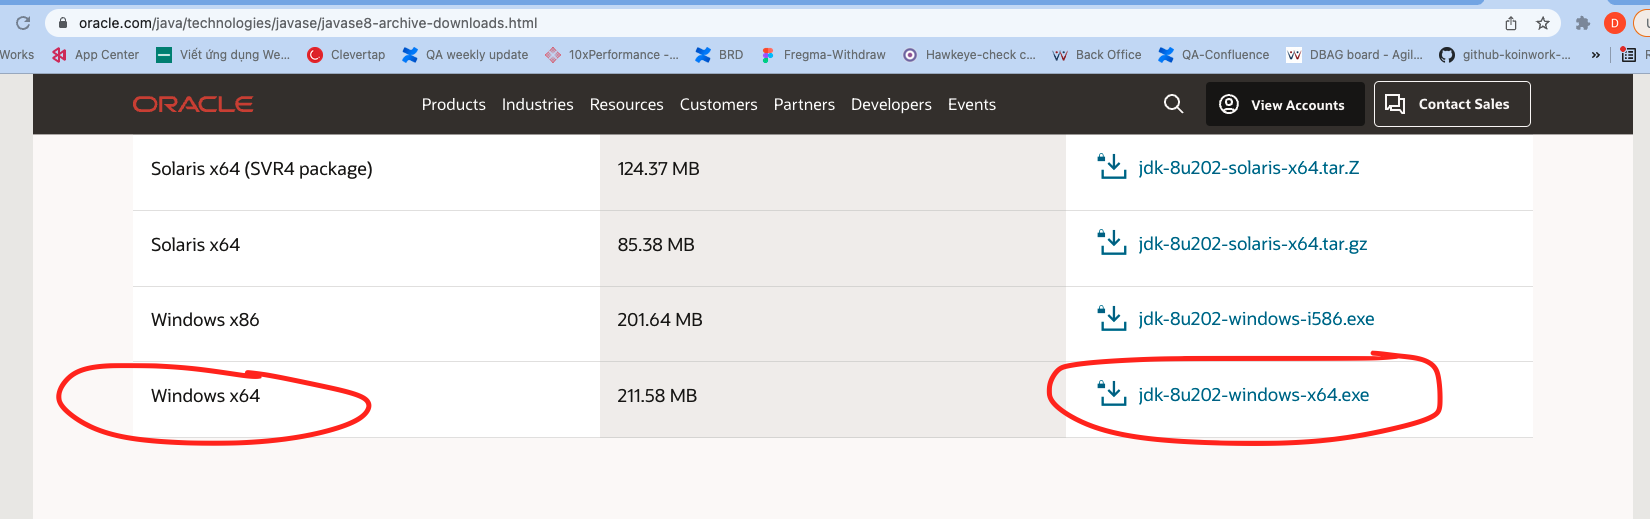 oracle.com/java/technologies/javase/javase8-archive-downloads.html
D
Works App Center Viết ứng dụng We... Clevertap QA weekly update 10xPerformance -... BRD Fregma-Withdraw Hawkeye-check c... Back Office QA-Confluence DBAG board - Agil... github-koinwork-... »
ORACLE Products Industries Resources Customers Partners Developers Events View Accounts Contact Sales
Solaris x64 (SVR4 package) 124.37 MB jdk-8u202-solaris-x64.tar.Z
Solaris x64 85.38 MB jdk-8u202-solaris-x64.tar.gz
Windows x86 201.64 MB jdk-8u202-windows-i586.exe
Windows x64 211.58 MB jdk-8u202-windows-x64.exe